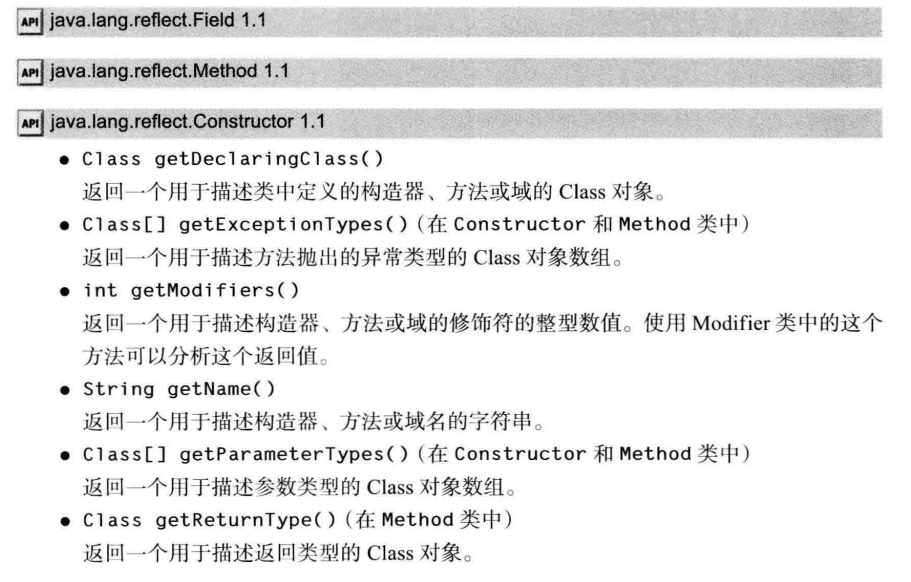 API java.lang.reflect.Field 1.1
API java.lang.reflect.Method 1.1
API java.lang.reflect.Constructor 1.1
● Class getDeclaringClass()
返回一个用于描述类中定义的构造器、方法或域的 Class 对象。
● Class[] getExceptionTypes() (在 Constructor 和 Method 类中)
返回一个用于描述方法抛出的异常类型的 Class 对象数组。
● int getModifiers()
返回一个用于描述构造器、方法或域的修饰符的整型数值。使用 Modifier 类中的这个
方法可以分析这个返回值。
● String getName()
返回一个用于描述构造器、方法或域名的字符串。
● Class[] getParameterTypes() (在 Constructor 和 Method 类中)
返回一个用于描述参数类型的 Class 对象数组。
● Class getReturnType() (在 Method 类中)
返回一个用于描述返回类型的 Class 对象。